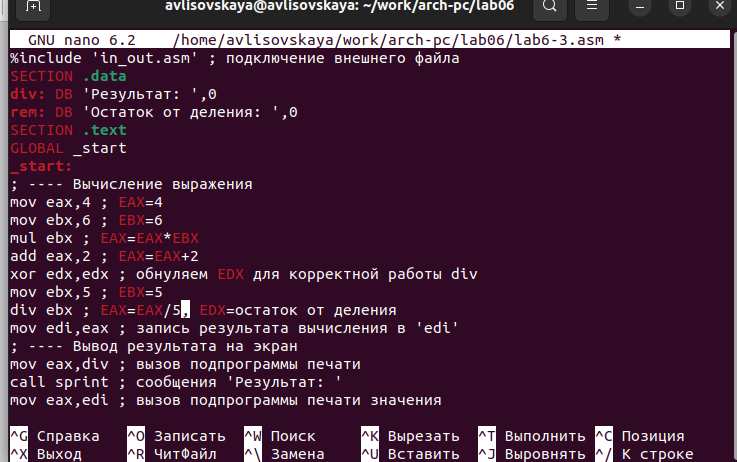 avlisovskaya@avlisovskaya: ~/work/arch-pc/lab06
GNU nano 6.2 /home/avlisovskaya/work/arch-pc/lab06/lab6-3.asm *
%include 'in_out.asm' ; подключение внешнего файла
SECTION .data
div: DB 'Результат: ',0
rem: DB 'Остаток от деления: ',0
SECTION .text
GLOBAL _start
_start:
; ---- Вычисление выражения
mov eax,4 ; EAX=4
mov ebx,6 ; EBX=6
mul ebx ; EAX=EAX*EBX
add eax,2 ; EAX=EAX+2
xor edx,edx ; обнуляем EDX для корректной работы div
mov ebx,5 ; EBX=5
div ebx ; EAX=EAX/5, EDX=остаток от деления
mov edi,eax ; запись результата вычисления в 'edi'
; ---- Вывод результата на экран
mov eax,div ; вызов подпрограммы печати
call sprint ; сообщения 'Результат: '
mov eax,edi ; вызов подпрограммы печати значения
^G Справка ^O Записать ^W Поиск ^K Вырезать ^T Выполнить ^C Позиция
^X Выход ^R ЧитФайл ^\ Замена ^U Вставить ^J Выровнять ^/ К строке